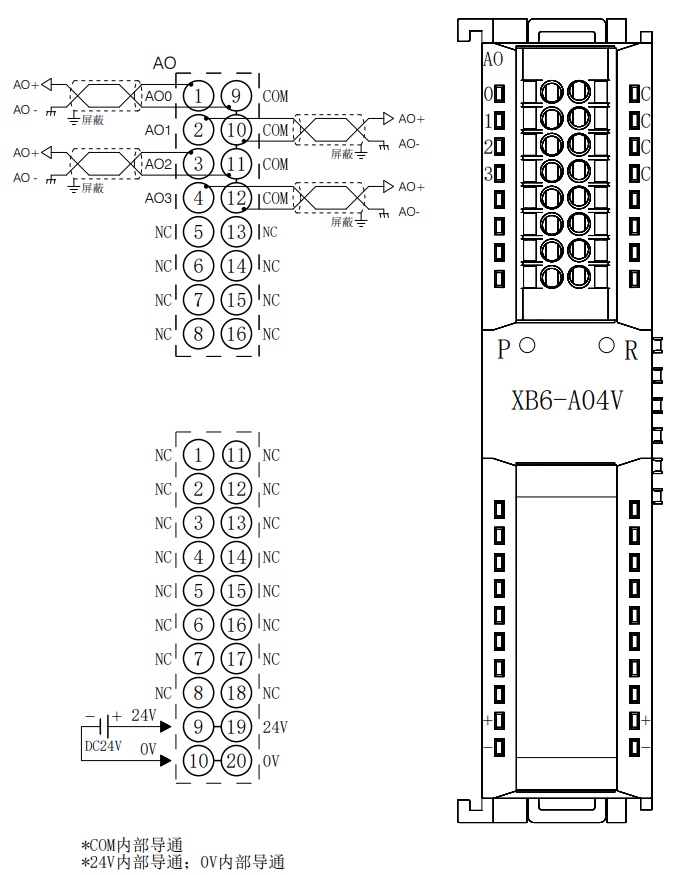 AO
AO+ AO0 1 9 COM
AO - 屏蔽
AO1 2 10 COM AO+
屏蔽 AO-
AO+ AO2 3 11 COM
AO - 屏蔽
AO3 4 12 COM AO+
屏蔽 AO-
NC 5 13 NC
NC 6 14 NC
NC 7 15 NC
NC 8 16 NC
NC 1 11 NC
NC 2 12 NC
NC 3 13 NC
NC 4 14 NC
NC 5 15 NC
NC 6 16 NC
NC 7 17 NC
NC 8 18 NC
- + 24V 9 19 24V
DC24V 0V 10 20 0V
*COM内部导通
*24V内部导通; 0V内部导通
AO
0 C
1 C
2 C
3 C
P R
XB6-A04V
+ +
- -